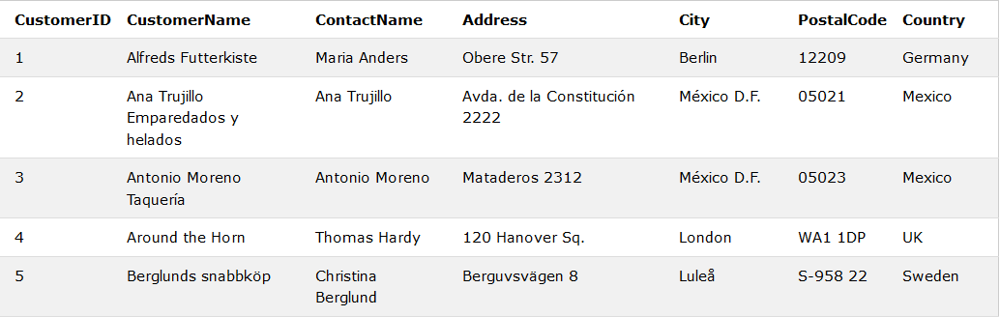 CustomerID CustomerName ContactName Address City PostalCode Country
1 Alfreds Futterkiste Maria Anders Obere Str. 57 Berlin 12209 Germany
2 Ana Trujillo Ana Trujillo Avda. de la Constitución México D.F. 05021 Mexico
Emparedados y 2222
helados
3 Antonio Moreno Antonio Moreno Mataderos 2312 México D.F. 05023 Mexico
Taquería
4 Around the Horn Thomas Hardy 120 Hanover Sq. London WA1 1DP UK
5 Berglunds snabbköp Christina Berguvsvägen 8 Luleå S-958 22 Sweden
Berglund